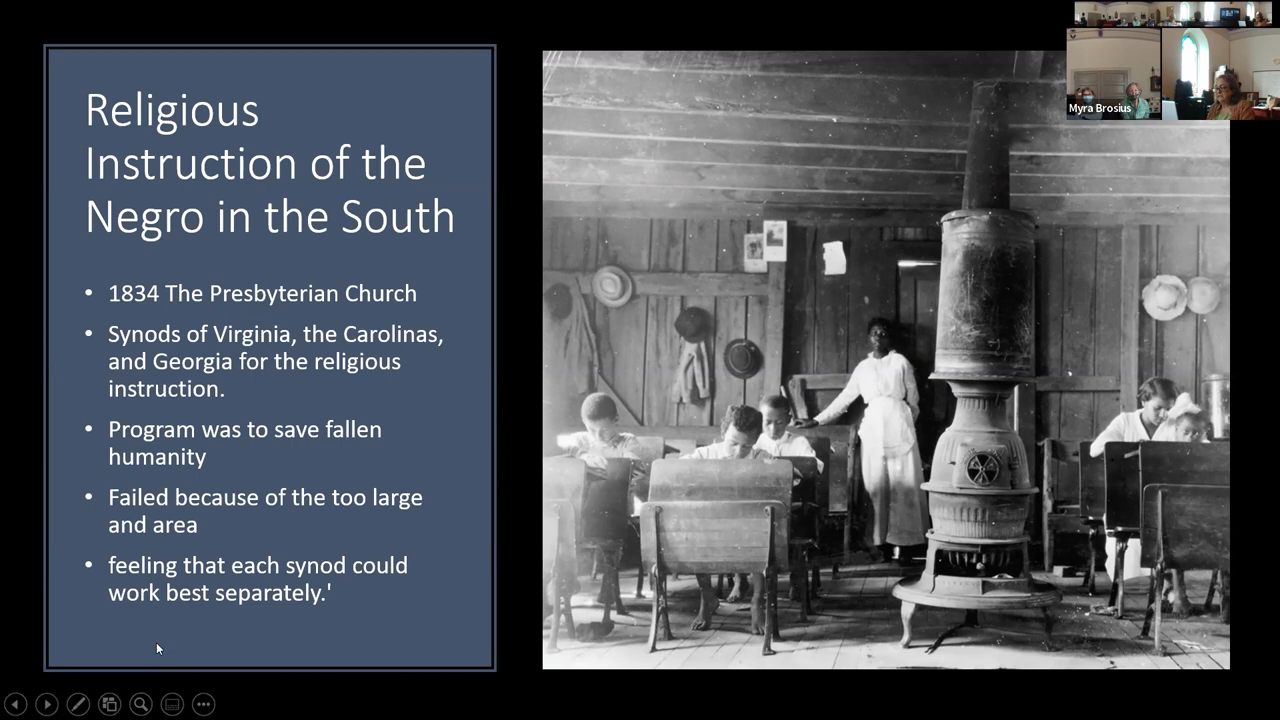 Religious
Instruction of the
Negro in the South
• 1834 The Presbyterian Church
• Synods of Virginia, the Carolinas,
and Georgia for the religious
instruction.
• Program was to save fallen
humanity
• Failed because of the too large
and area
• feeling that each synod could
work best separately.'
Myra Brosius